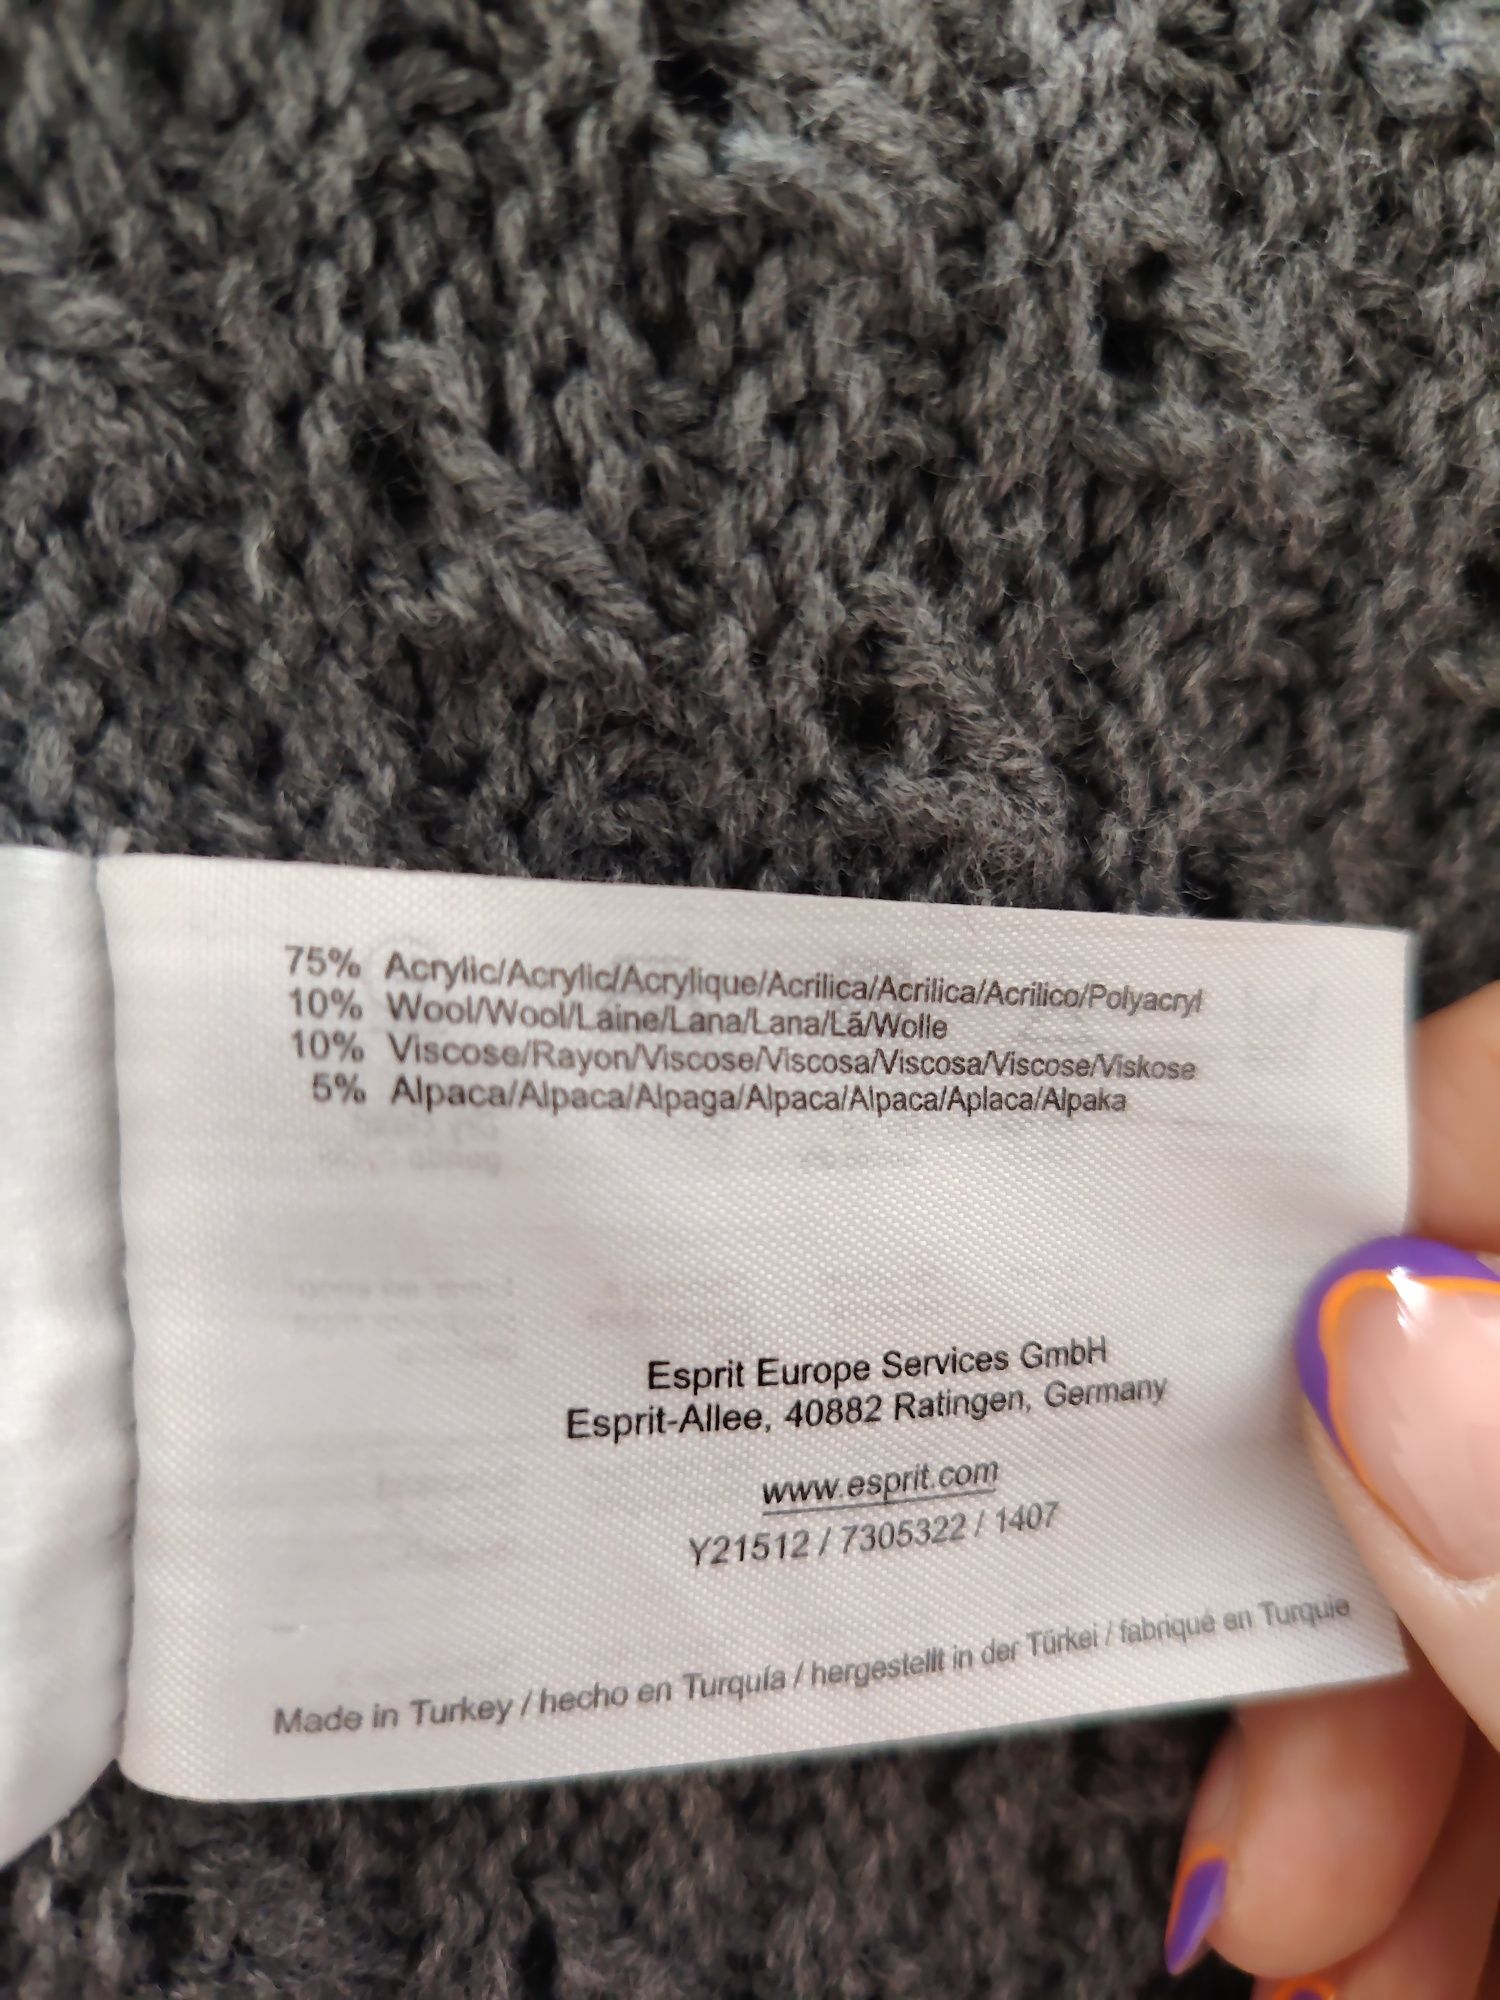 75% Acrylic/Acrylic/Acrylique/Acrilica/Acrilica/Acrilico/Polyacryl
10% Wool/Wool/Laine/Lana/Lana/Lã/Wolle
10% Viscose/Rayon/Viscose/Viscosa/Viscosa/Viscose/Viskose
5% Alpaca/Alpaca/Alpaga/Alpaca/Alpaca/Aplaca/Alpaka
Esprit Europe Services GmbH
Esprit-Allee, 40882 Ratingen, Germany
www.esprit.com
Y21512 / 7305322 / 1407
Made in Turkey / hecho en Turquía / hergestellt in der Türkei / fabriqué en Turquie